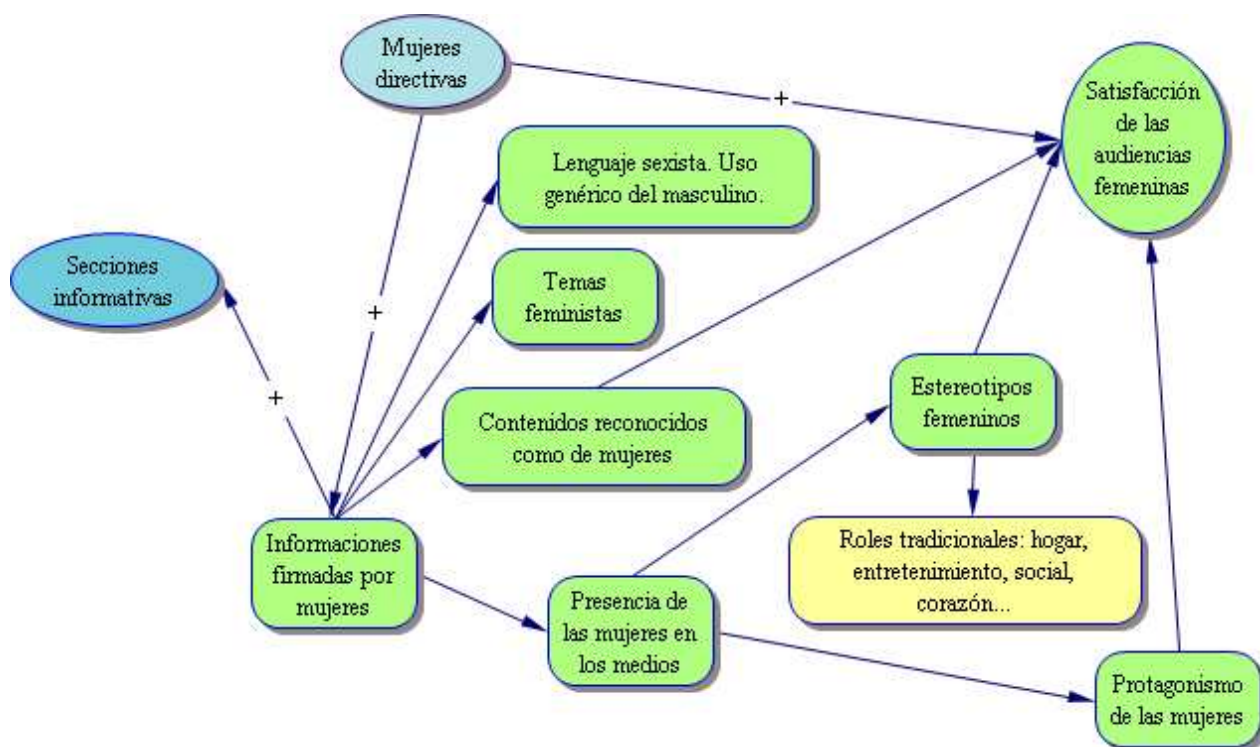 Mujeres
directivas
+
Satisfacción
de las
audiencias
femeninas
Lenguaje sexista. Uso
genérico del masculino.
Secciones
informativas
Temas
feministas
+
+
Estereotipos
femeninos
Contenidos reconocidos
como de mujeres
Informaciones
firmadas por
mujeres
Roles tradicionales: hogar,
entretenimiento, social,
corazón...
Presencia de
las mujeres en
los medios
Protagonismo
de las mujeres